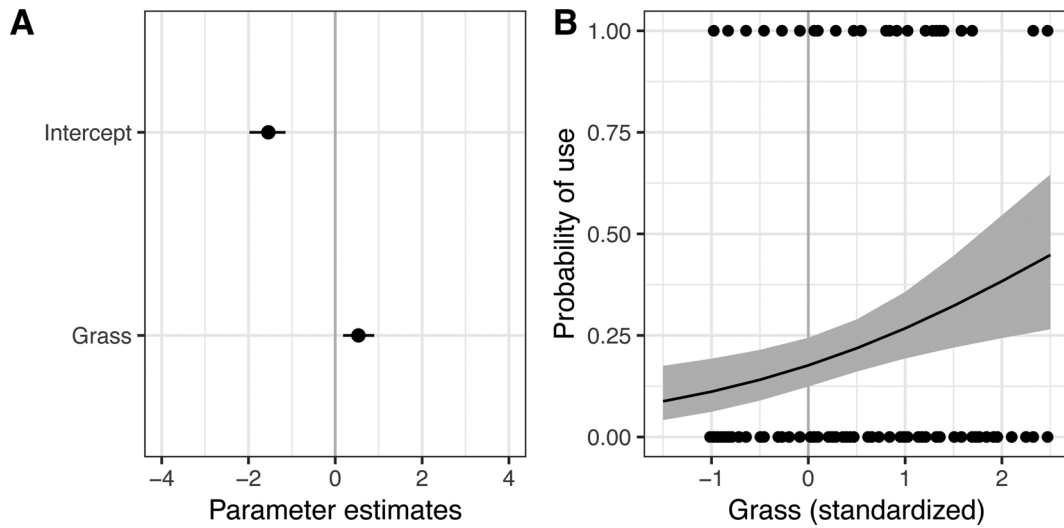 A
Intercept
Grass
−4 −2 0 2 4
Parameter estimates
B
Probability of use
1.00
0.75
0.50
0.25
0.00
−1 0 1 2
Grass (standardized)